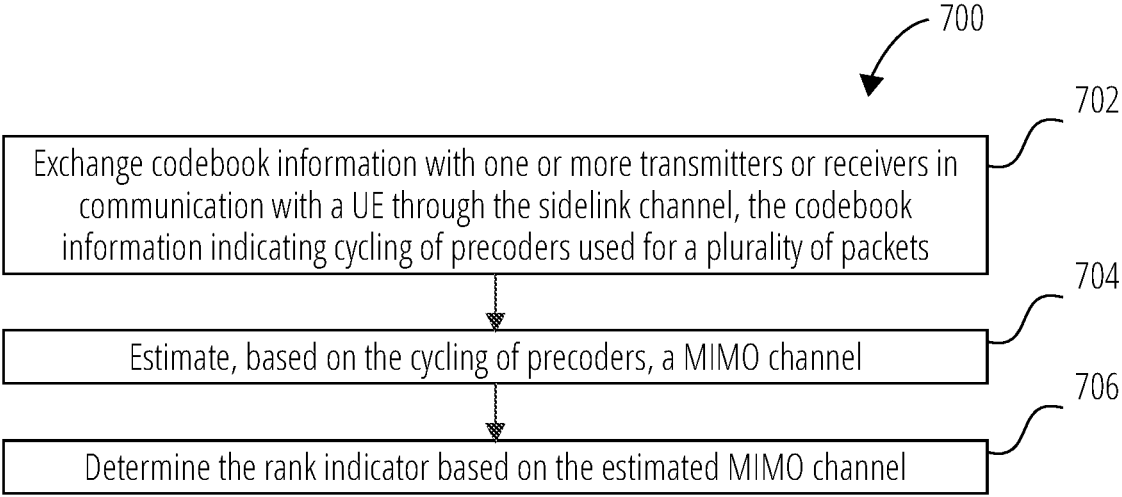 700
702
Exchange codebook information with one or more transmitters or receivers in
communication with a UE through the sidelink channel, the codebook
information indicating cycling of precoders used for a plurality of packets
704
Estimate, based on the cycling of precoders, a MIMO channel
706
Determine the rank indicator based on the estimated MIMO channel